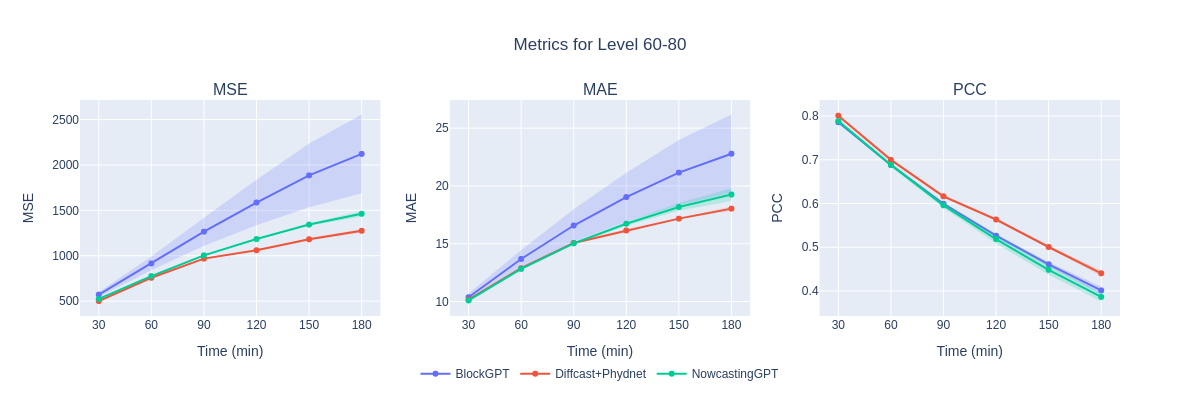 Metrics for Level 60-80
MSE
MAE
PCC
MSE
2500
2000
1500
1000
500
30 60 90 120 150 180
Time (min)
MAE
25
20
15
10
30 60 90 120 150 180
Time (min)
PCC
0.8
0.7
0.6
0.5
0.4
30 60 90 120 150 180
Time (min)
BlockGPT Diffcast+Phydnet NowcastingGPT